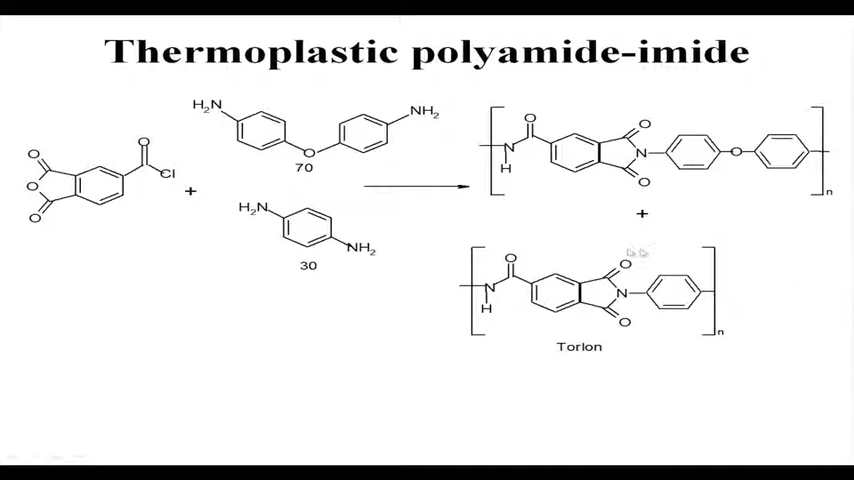 Thermoplastic polyamide-imide
H₂N
NH₂
O
70
O
O
O
O
Cl
+
H₂N
NH₂
30
O
N
H
O
O
N
O
n
+
O
N
H
O
O
N
n
Torlon